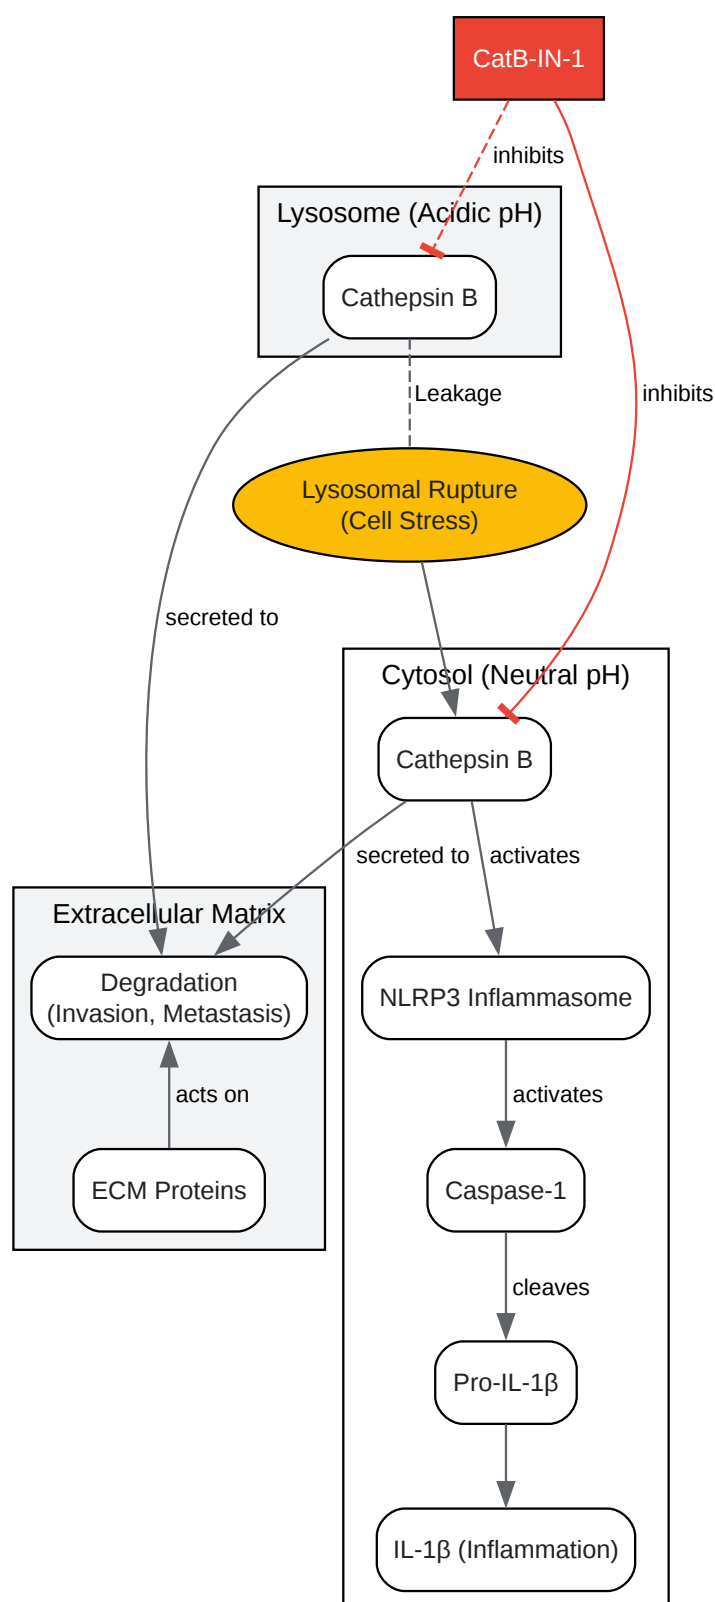 CatB-IN-1
inhibits
Lysosome (Acidic pH)
Cathepsin B
Leakage
inhibits
Lysosomal Rupture
(Cell Stress)
secreted to
Cytosol (Neutral pH)
Cathepsin B
secreted to
activates
Extracellular Matrix
Degradation
(Invasion, Metastasis)
NLRP3 Inflammasome
acts on
activates
ECM Proteins
Caspase-1
cleaves
Pro-IL-1β
IL-1β (Inflammation)